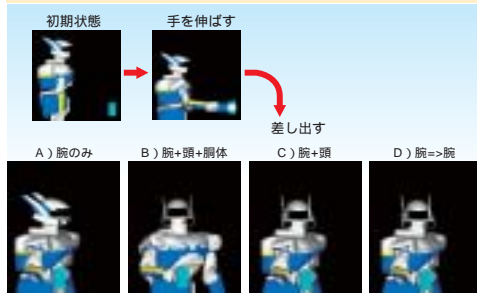 初期状態
手を伸ばす
差し出す
A ) 腕のみ
B ) 腕+頭+胴体
C ) 腕+頭
D ) 腕=>腕